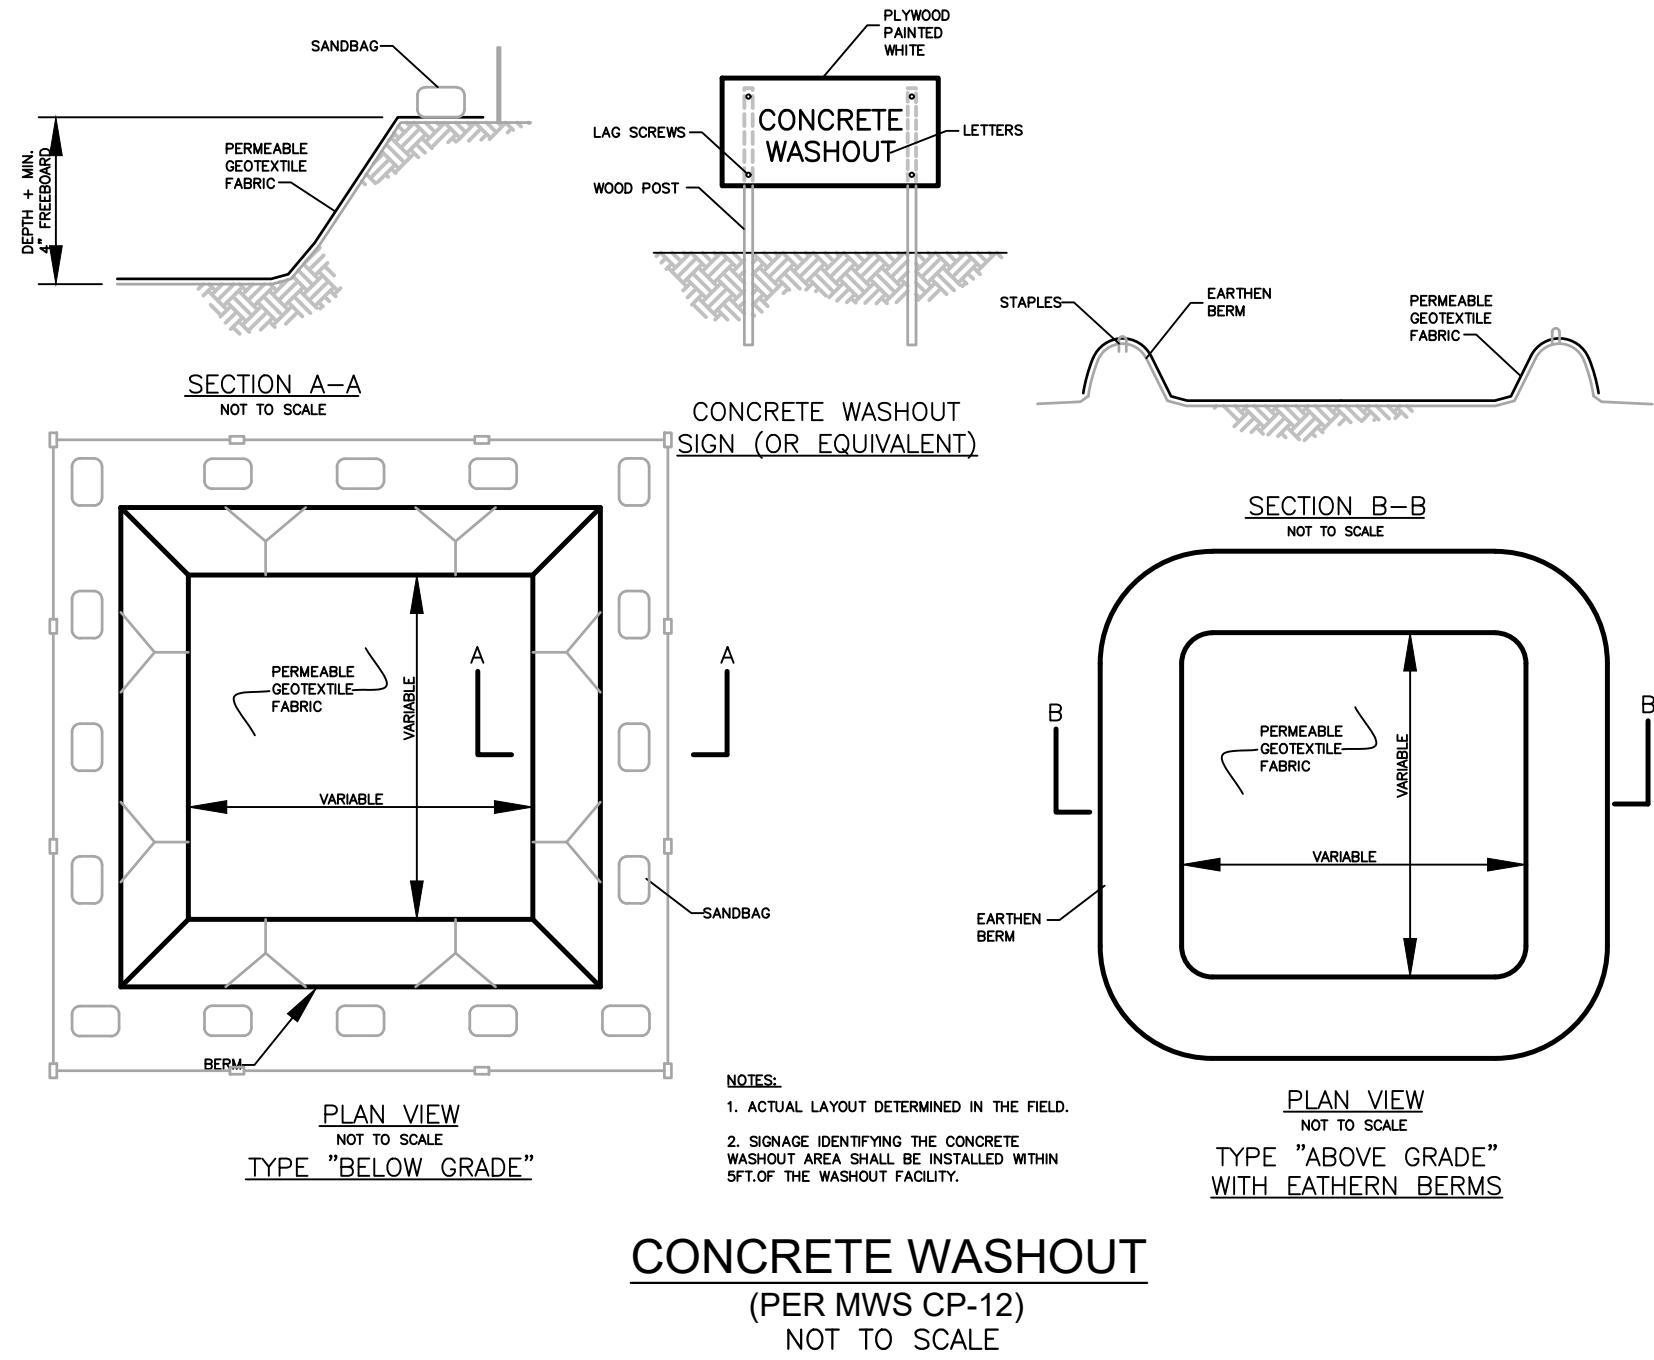 SANDBAG
PERMEABLE
GEOTEXTILE
FABRIC
DEPTH + MIN.
4" FREEBOARD
SECTION A-A
NOT TO SCALE
PLYWOOD
PAINTED
WHITE
CONCRETE
WASHOUT
LAG SCREWS
LETTERS
WOOD POST
CONCRETE WASHOUT
SIGN (OR EQUIVALENT)
STAPLES
EARTHEN
BERM
PERMEABLE
GEOTEXTILE
FABRIC
SECTION B-B
NOT TO SCALE
PERMEABLE
GEOTEXTILE
FABRIC
VARIABLE
VARIABLE
A
A
SANDBAG
BERM
PLAN VIEW
NOT TO SCALE
TYPE "BELOW GRADE"
B
B
PERMEABLE
GEOTEXTILE
FABRIC
VARIABLE
VARIABLE
EARTHEN
BERM
PLAN VIEW
NOT TO SCALE
TYPE "ABOVE GRADE"
WITH EATHERN BERMS
NOTES:
1. ACTUAL LAYOUT DETERMINED IN THE FIELD.
2. SIGNAGE IDENTIFYING THE CONCRETE
WASHOUT AREA SHALL BE INSTALLED WITHIN
5FT.OF THE WASHOUT FACILITY.
CONCRETE WASHOUT
(PER MWS CP-12)
NOT TO SCALE